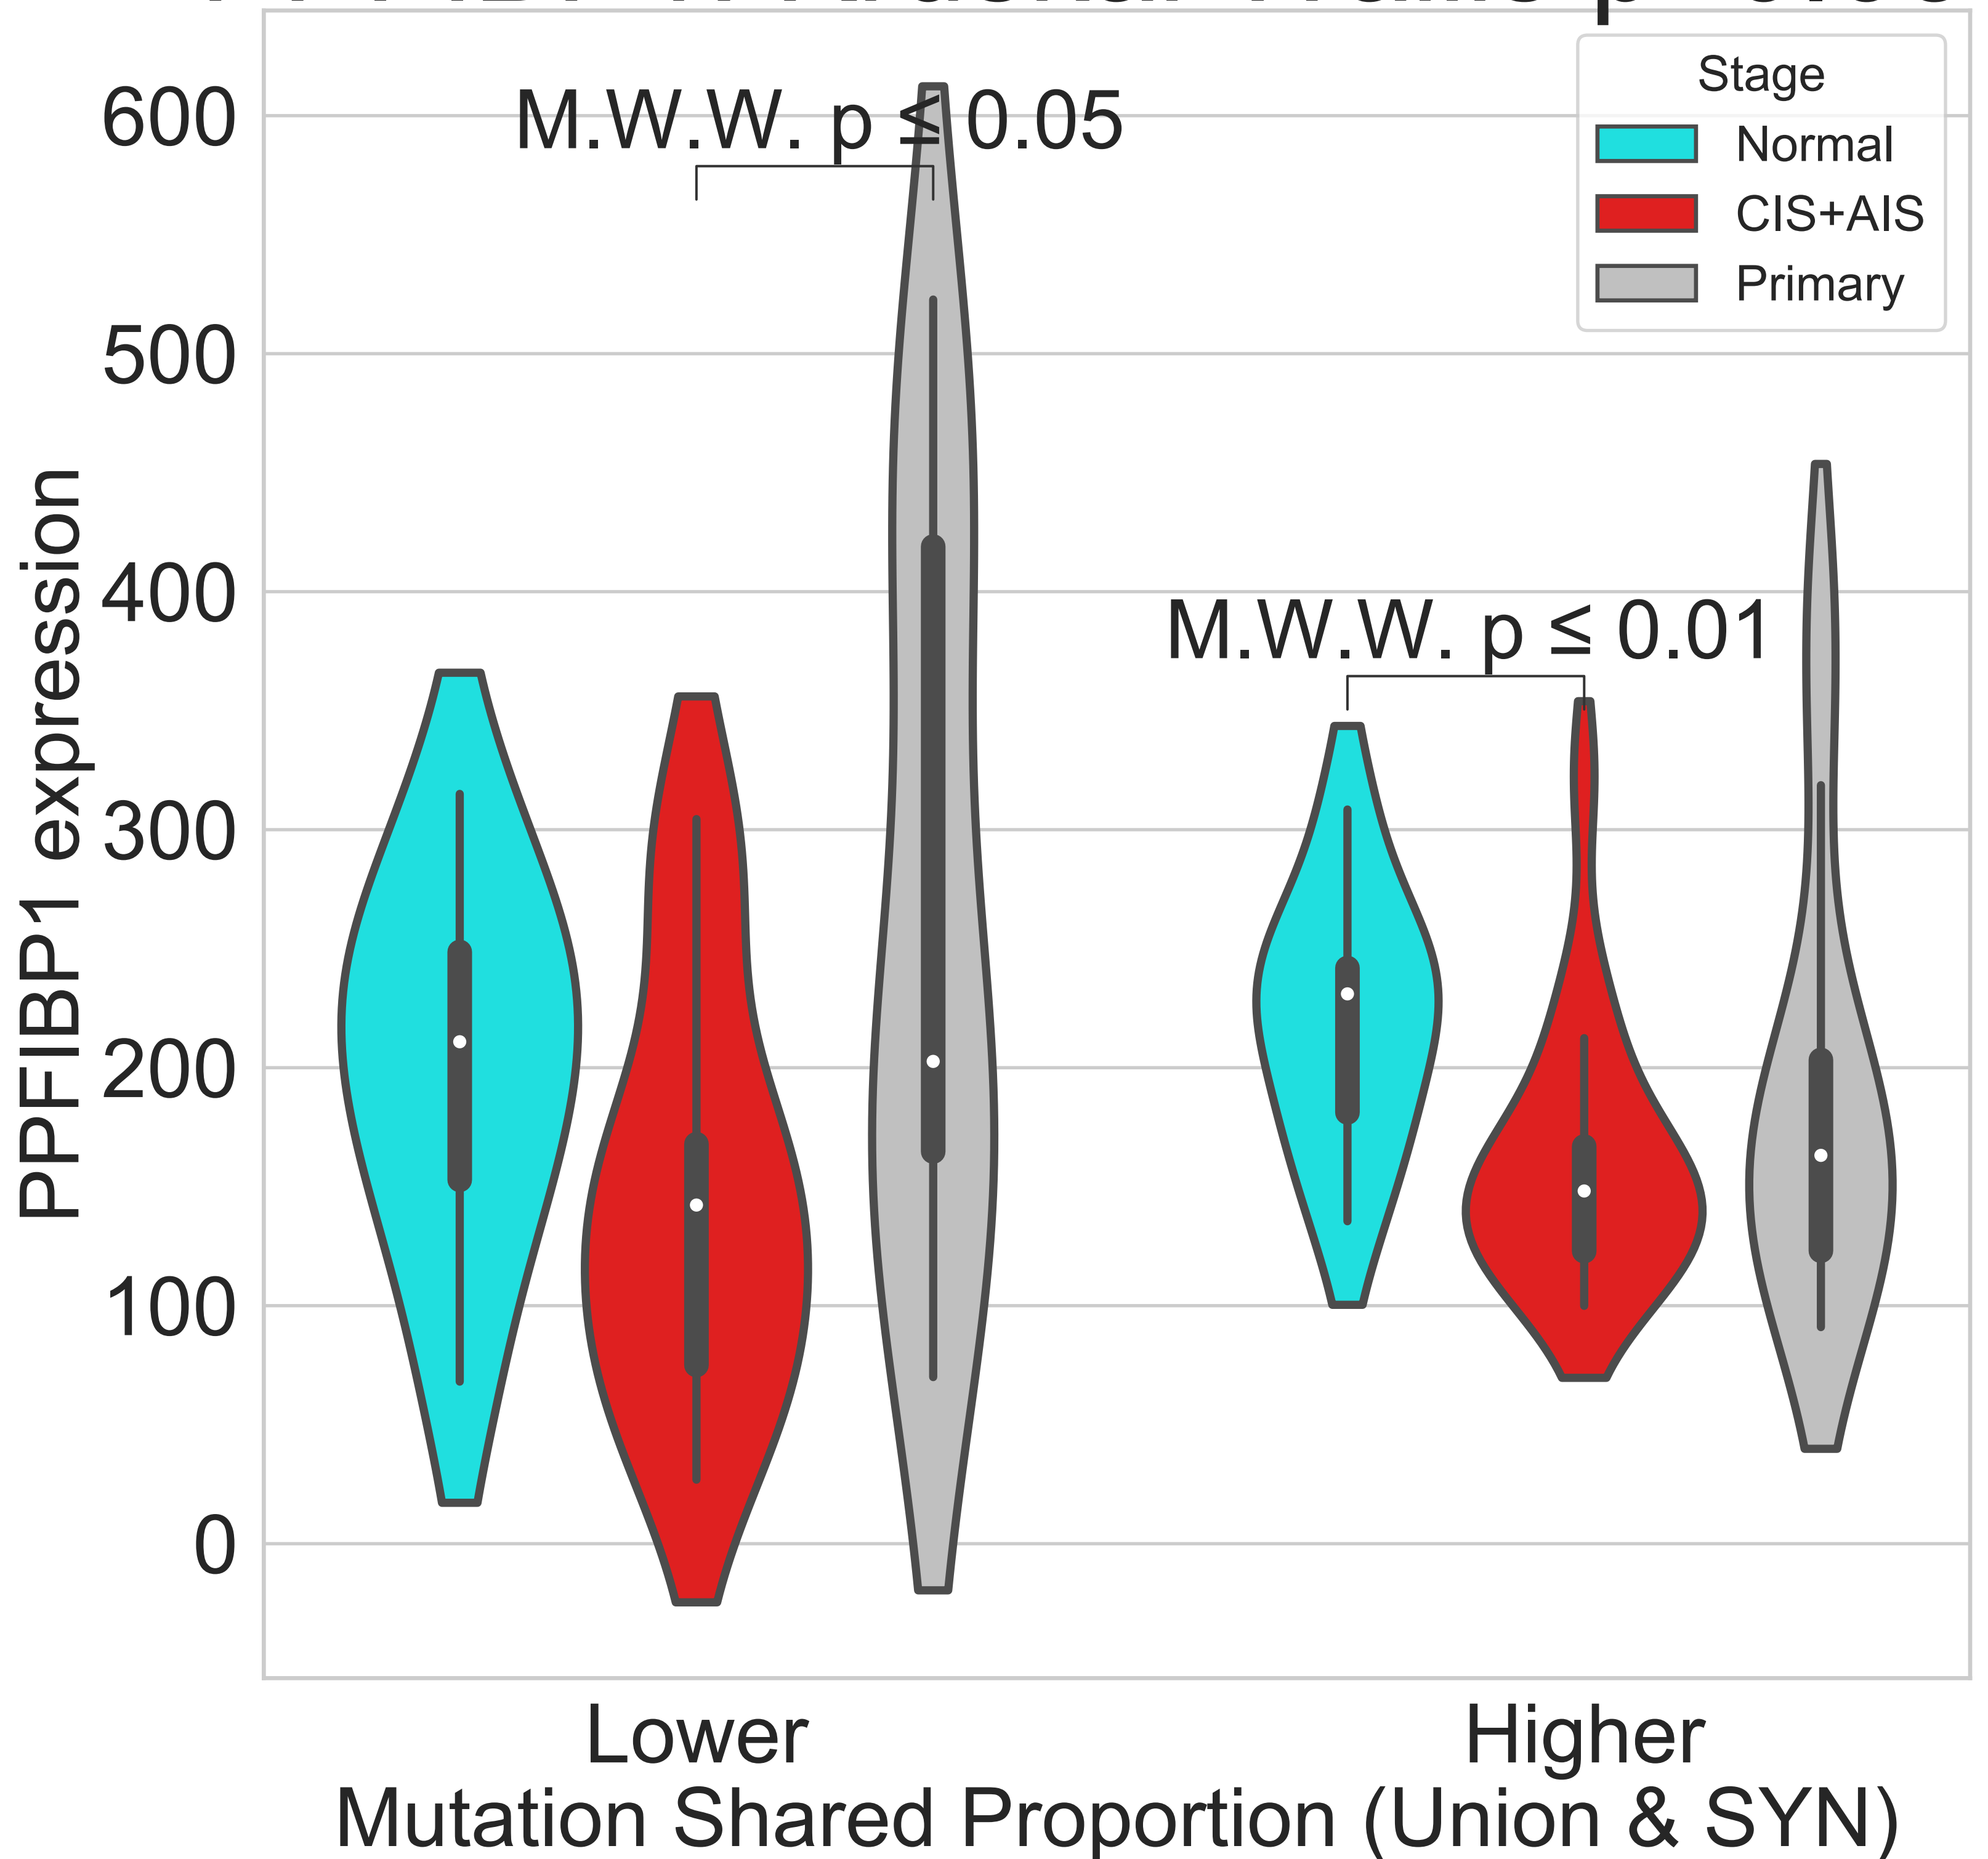 M.W.W. p ≤ 0.05
Stage
Normal
CIS+AIS
Primary
M.W.W. p ≤ 0.01
600
500
400
300
200
100
0
PPFIBP1 expression
Lower
Higher
Mutation Shared Proportion (Union & SYN)